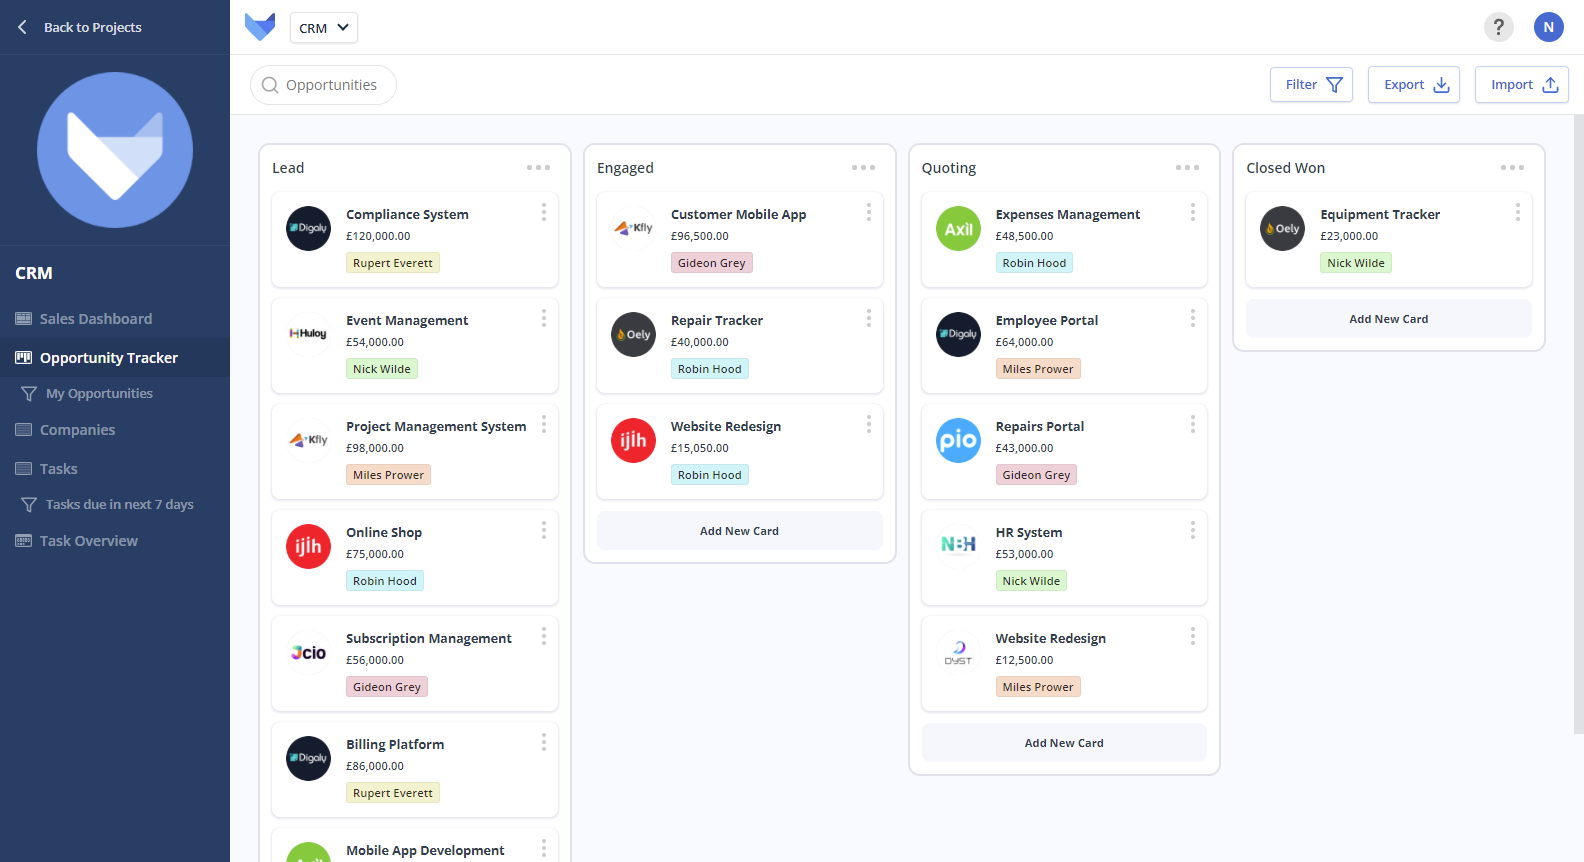 Back to Projects
CRM
Sales Dashboard
Opportunity Tracker
My Opportunities
Companies
Tasks
Tasks due in next 7 days
Task Overview
CRM
?
N
Opportunities
Filter
Export
Import
Lead
Digaly
Compliance System
£120,000.00
Rupert Everett
Huloy
Event Management
£54,000.00
Nick Wilde
Kfly
Project Management System
£98,000.00
Miles Prower
ijih
Online Shop
£75,000.00
Robin Hood
Jcio
Subscription Management
£56,000.00
Gideon Grey
Digaly
Billing Platform
£86,000.00
Rupert Everett
Mobile App Development
Engaged
Kfly
Customer Mobile App
£96,500.00
Gideon Grey
Oely
Repair Tracker
£40,000.00
Robin Hood
ijih
Website Redesign
£15,050.00
Robin Hood
Add New Card
Quoting
Axil
Expenses Management
£48,500.00
Robin Hood
Digaly
Employee Portal
£64,000.00
Miles Prower
pio
Repairs Portal
£43,000.00
Gideon Grey
NBH
HR System
£53,000.00
Nick Wilde
DYST
Website Redesign
£12,500.00
Miles Prower
Add New Card
Closed Won
Oely
Equipment Tracker
£23,000.00
Nick Wilde
Add New Card